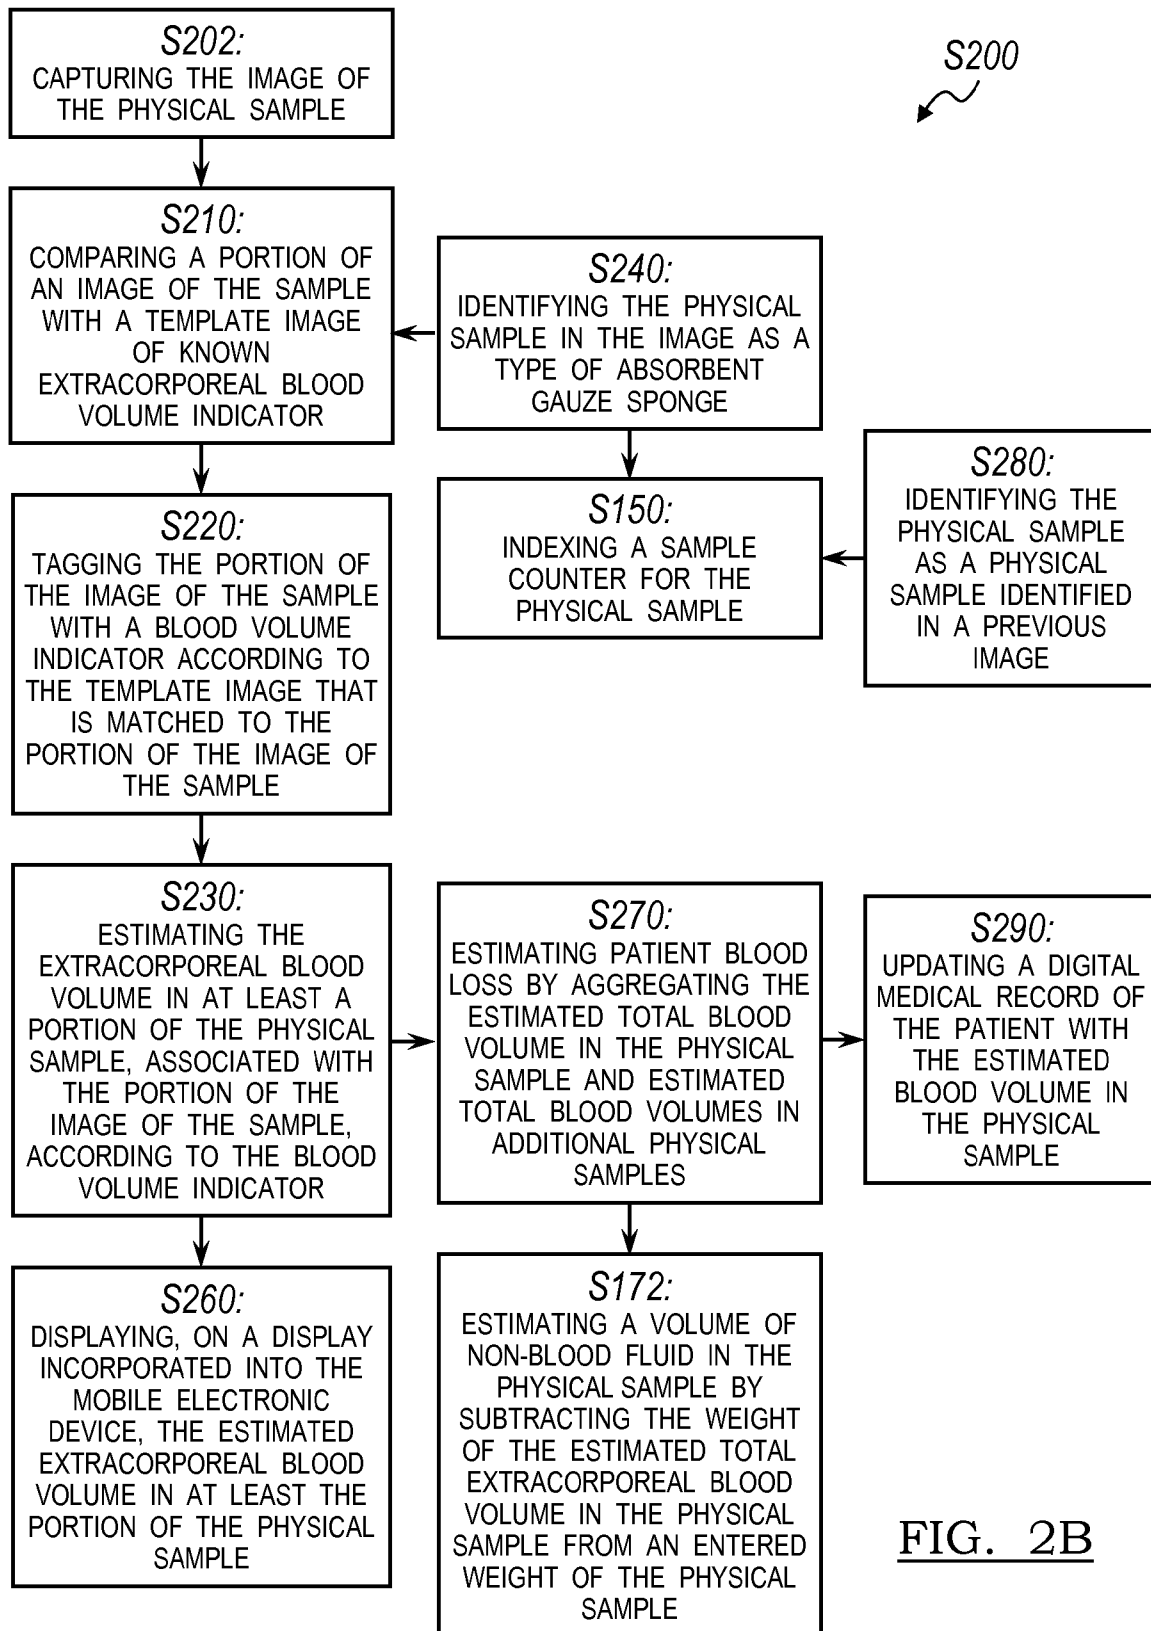 S202:
CAPTURING THE IMAGE OF
THE PHYSICAL SAMPLE
S200
S210:
COMPARING A PORTION OF
AN IMAGE OF THE SAMPLE
WITH A TEMPLATE IMAGE
OF KNOWN
EXTRACORPOREAL BLOOD
VOLUME INDICATOR
S240:
IDENTIFYING THE PHYSICAL
SAMPLE IN THE IMAGE AS A
TYPE OF ABSORBENT
GAUZE SPONGE
S280:
IDENTIFYING THE
PHYSICAL SAMPLE
AS A PHYSICAL
SAMPLE IDENTIFIED
IN A PREVIOUS
IMAGE
S150:
INDEXING A SAMPLE
COUNTER FOR THE
PHYSICAL SAMPLE
S220:
TAGGING THE PORTION OF
THE IMAGE OF THE SAMPLE
WITH A BLOOD VOLUME
INDICATOR ACCORDING TO
THE TEMPLATE IMAGE THAT
IS MATCHED TO THE
PORTION OF THE IMAGE OF
THE SAMPLE
S230:
ESTIMATING THE
EXTRACORPOREAL BLOOD
VOLUME IN AT LEAST A
PORTION OF THE PHYSICAL
SAMPLE, ASSOCIATED WITH
THE PORTION OF THE
IMAGE OF THE SAMPLE,
ACCORDING TO THE BLOOD
VOLUME INDICATOR
S270:
ESTIMATING PATIENT BLOOD
LOSS BY AGGREGATING THE
ESTIMATED TOTAL BLOOD
VOLUME IN THE PHYSICAL
SAMPLE AND ESTIMATED
TOTAL BLOOD VOLUMES IN
ADDITIONAL PHYSICAL
SAMPLES
S290:
UPDATING A DIGITAL
MEDICAL RECORD OF
THE PATIENT WITH
THE ESTIMATED
BLOOD VOLUME IN
THE PHYSICAL
SAMPLE
S260:
DISPLAYING, ON A DISPLAY
INCORPORATED INTO THE
MOBILE ELECTRONIC
DEVICE, THE ESTIMATED
EXTRACORPOREAL BLOOD
VOLUME IN AT LEAST THE
PORTION OF THE PHYSICAL
SAMPLE
S172:
ESTIMATING A VOLUME OF
NON-BLOOD FLUID IN THE
PHYSICAL SAMPLE BY
SUBTRACTING THE WEIGHT
OF THE ESTIMATED TOTAL
EXTRACORPOREAL BLOOD
VOLUME IN THE PHYSICAL
SAMPLE FROM AN ENTERED
WEIGHT OF THE PHYSICAL
SAMPLE
FIG. 2B